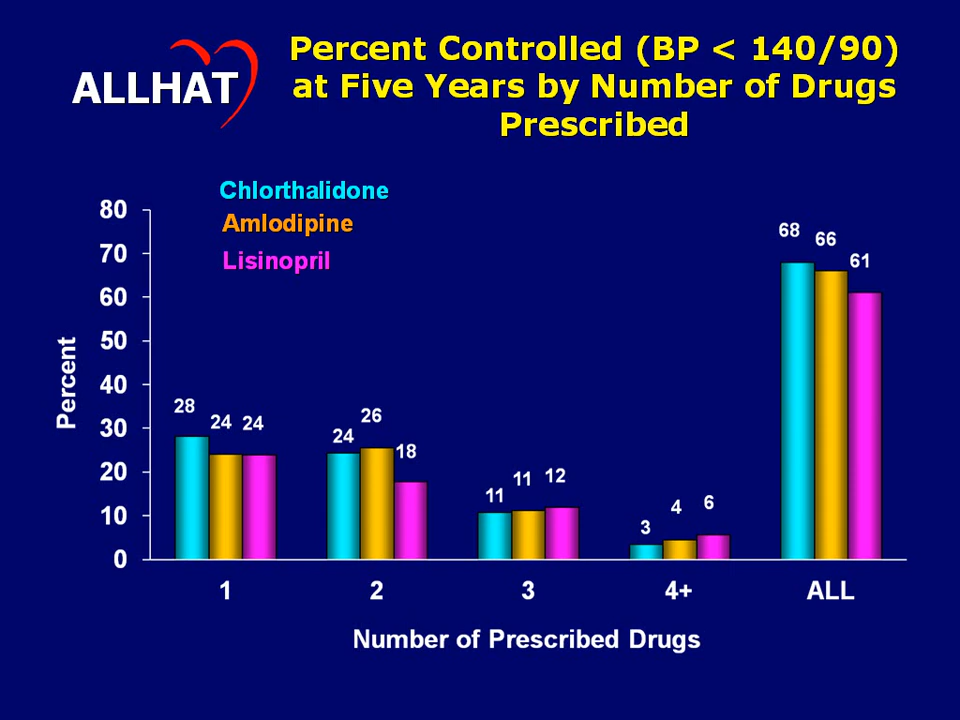 ALLHAT
Percent Controlled (BP < 140/90)
at Five Years by Number of Drugs
Prescribed
Chlorthalidone
Amlodipine
Lisinopril
80
70
60
50
40
30
20
10
0
Percent
28
24
24
24
26
18
11
11
12
3
4
6
68
66
61
1
2
3
4+
ALL
Number of Prescribed Drugs